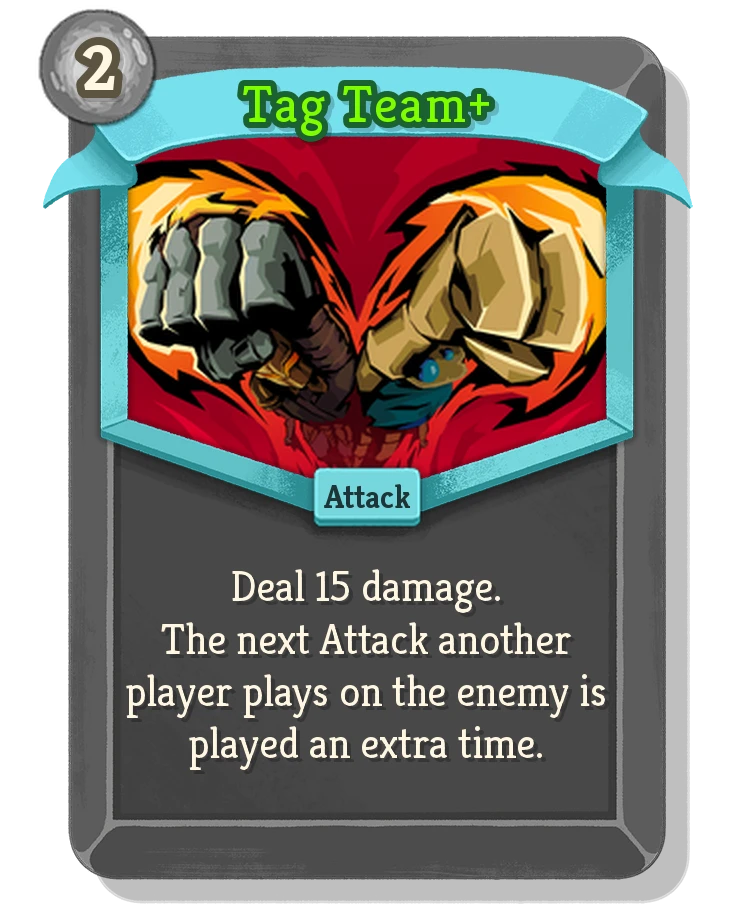 2
Tag Team+
Attack
Deal 15 damage.
The next Attack another
player plays on the enemy is
played an extra time.